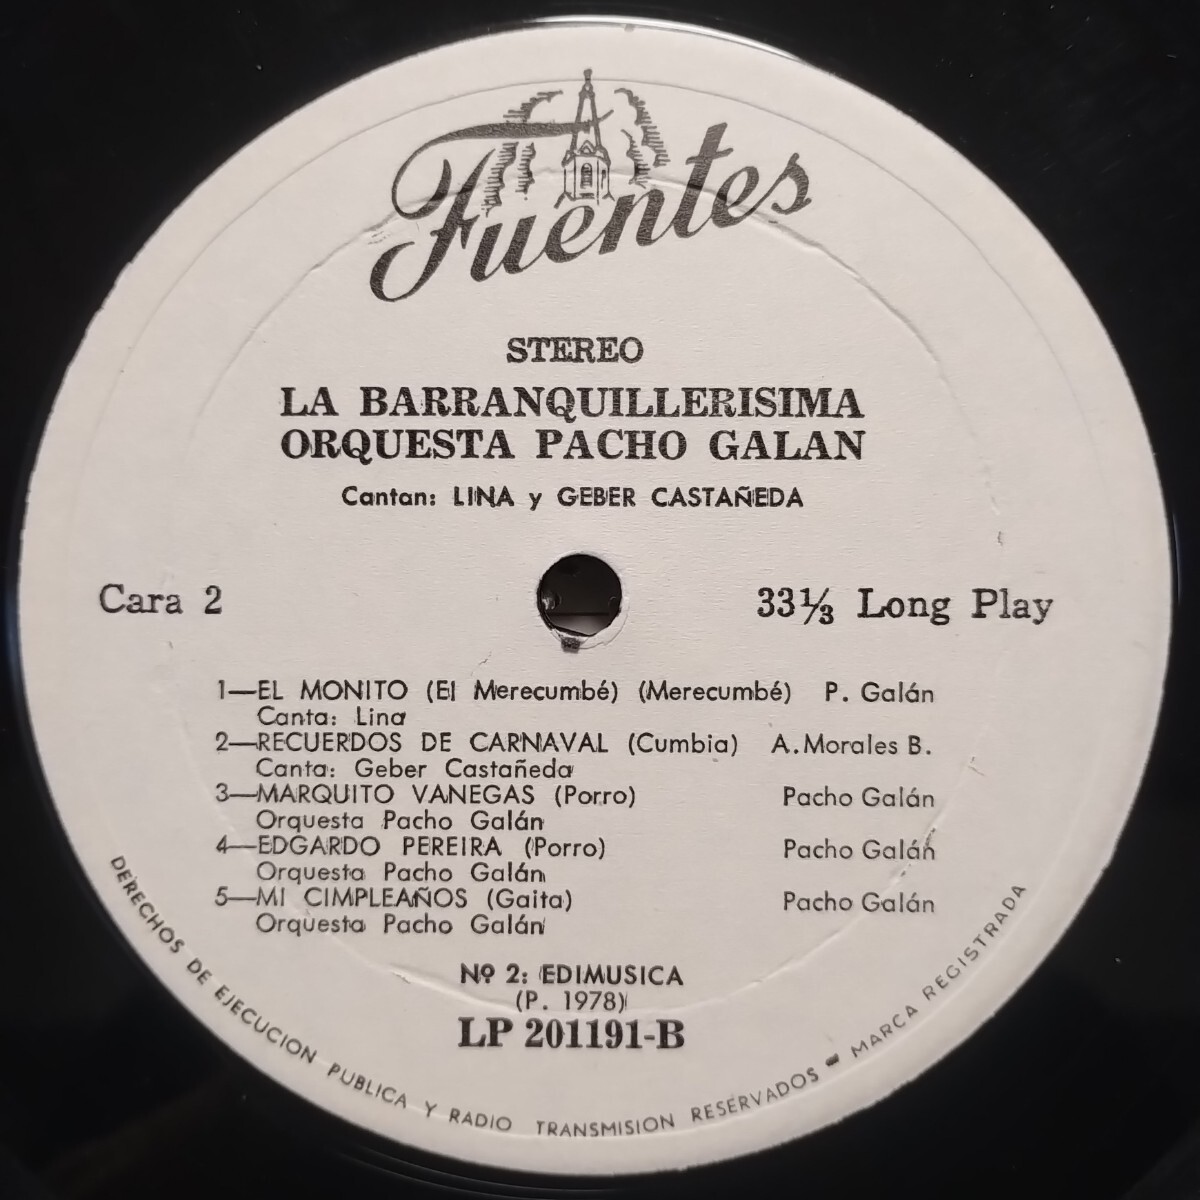 Fuentes
STEREO
LA BARRANQUILLERISIMA
ORQUESTA PACHO GALAN
Cantan: LINA y GEBER CASTAÑEDA
Cara 2
33⅓ Long Play
1—EL MONITO (El Merecumbé) (Merecumbé) P. Galán
Canta: Lina
2—RECUERDOS DE CARNAVAL (Cumbia) A.Morales B.
Canta: Geber Castañeda
3—MARQUITO VANEGAS (Porro) Pacho Galán
Orquesta Pacho Galán
4—EDGARDO PEREIRA (Porro) Pacho Galán
Orquesta Pacho Galán
5—MI CIMPLEAÑOS (Gaita) Pacho Galán
Orquesta Pacho Galán
Nº 2: EDIMUSICA
(P. 1978)
LP 201191-B
DERECHOS DE EJECUCION PUBLICA Y RADIO TRANSMISION RESERVADOS - MARCA REGISTRADA